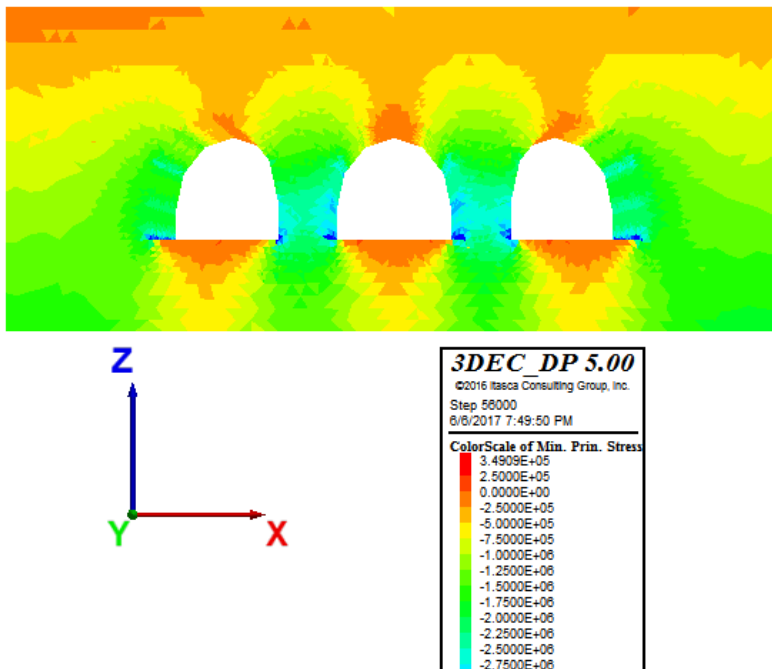 Z
Y
X
3DEC_DP 5.00
©2016 Itasca Consulting Group, Inc.
Step 56000
6/6/2017 7:49:50 PM
ColorScale of Min. Prin. Stress
3.4909E+05
2.5000E+05
0.0000E+00
-2.5000E+05
-5.0000E+05
-7.5000E+05
-1.0000E+06
-1.2500E+06
-1.5000E+06
-1.7500E+06
-2.0000E+06
-2.2500E+06
-2.5000E+06
-2.7500E+06